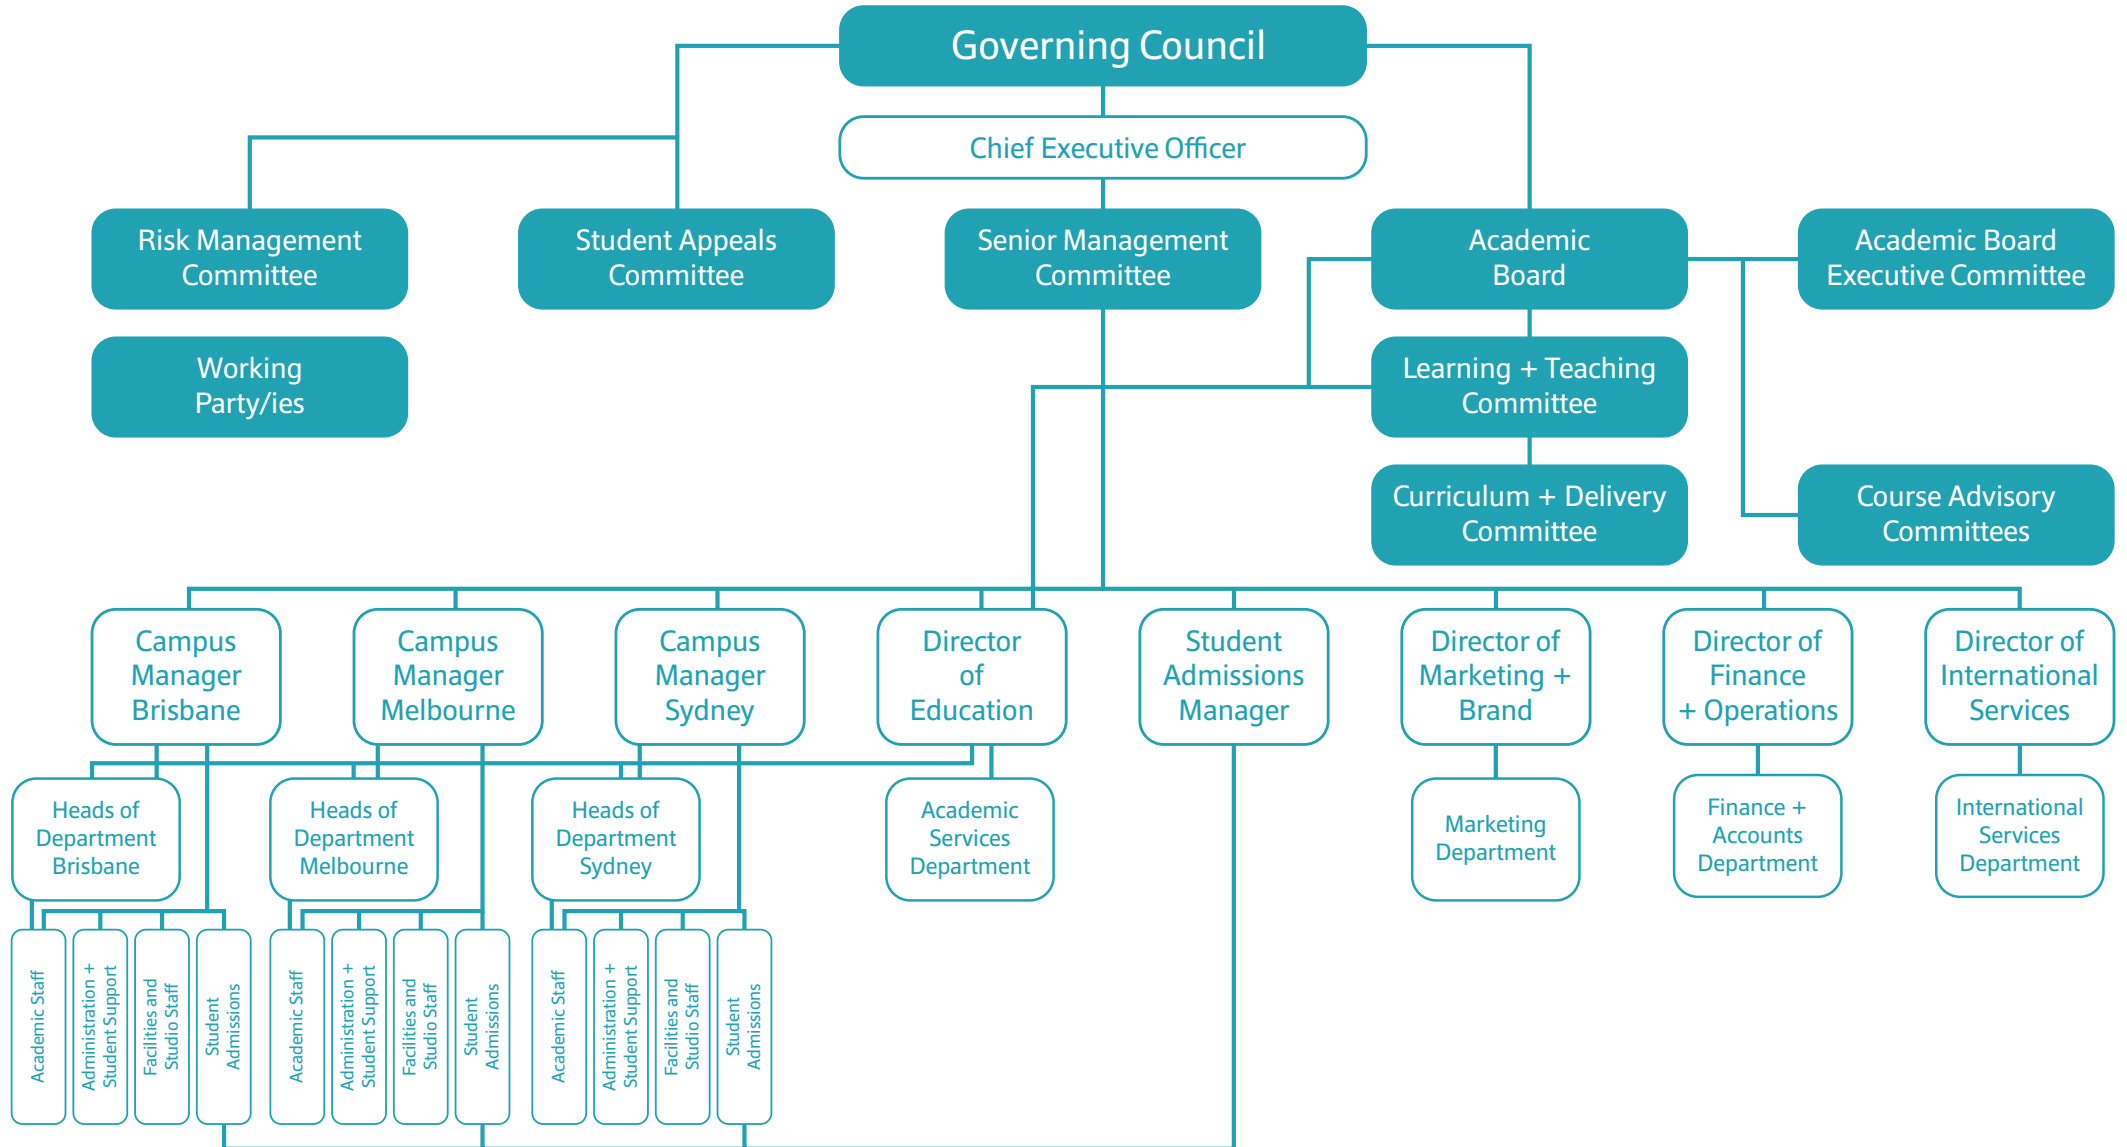 Governing Council
Chief Executive Officer
Risk Management
Committee
Student Appeals
Committee
Senior Management
Committee
Academic
Board
Academic Board
Executive Committee
Working
Party/ies
Learning + Teaching
Committee
Curriculum + Delivery
Committee
Course Advisory
Committees
Campus
Manager
Brisbane
Campus
Manager
Melbourne
Campus
Manager
Sydney
Director
of
Education
Student
Admissions
Manager
Director of
Marketing +
Brand
Director of
Finance
+ Operations
Director of
International
Services
Heads of
Department
Brisbane
Heads of
Department
Melbourne
Heads of
Department
Sydney
Academic
Services
Department
Marketing
Department
Finance +
Accounts
Department
International
Services
Department
Academic Staff
Administration +
Student Support
Facilities and
Studio Staff
Student
Admissions
Academic Staff
Administration +
Student Support
Facilities and
Studio Staff
Student
Admissions
Academic Staff
Administration +
Student Support
Facilities and
Studio Staff
Student
Admissions